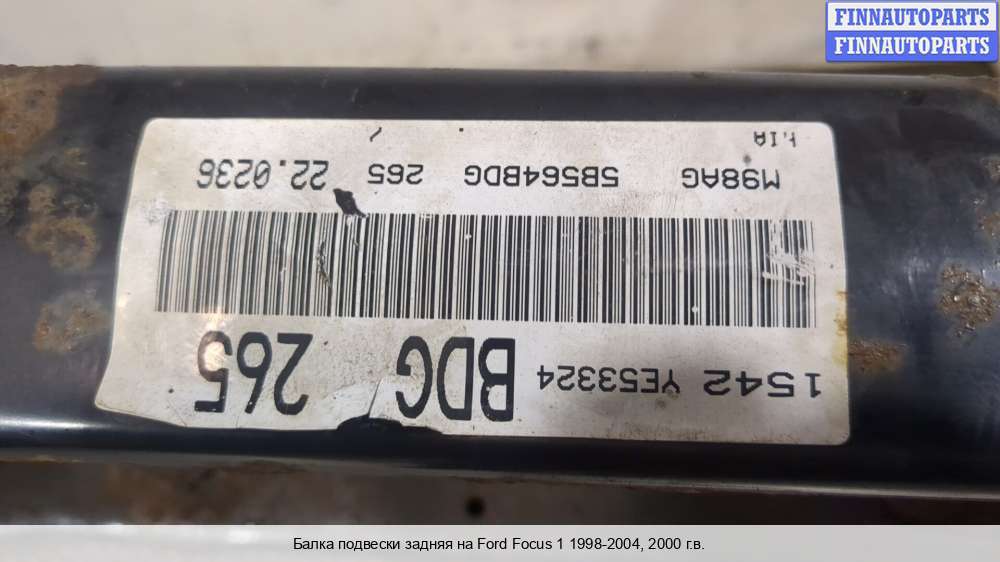 FINNAUTOPARTS
FINNAUTOPARTS
1542 YE53324 BDG 265
M98AG 5B564BDG 265 22.0236
Балка подвески задняя на Ford Focus 1 1998-2004, 2000 г.в.